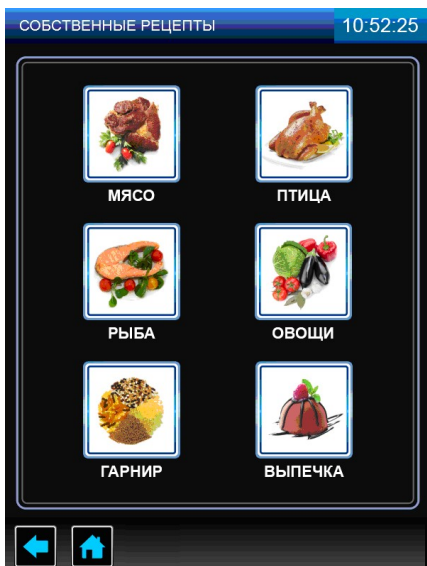 СОБСТВЕННЫЕ РЕЦЕПТЫ 10:52:25
МЯСО ПТИЦА
РЫБА ОВОЩИ
ГАРНИР ВЫПЕЧКА